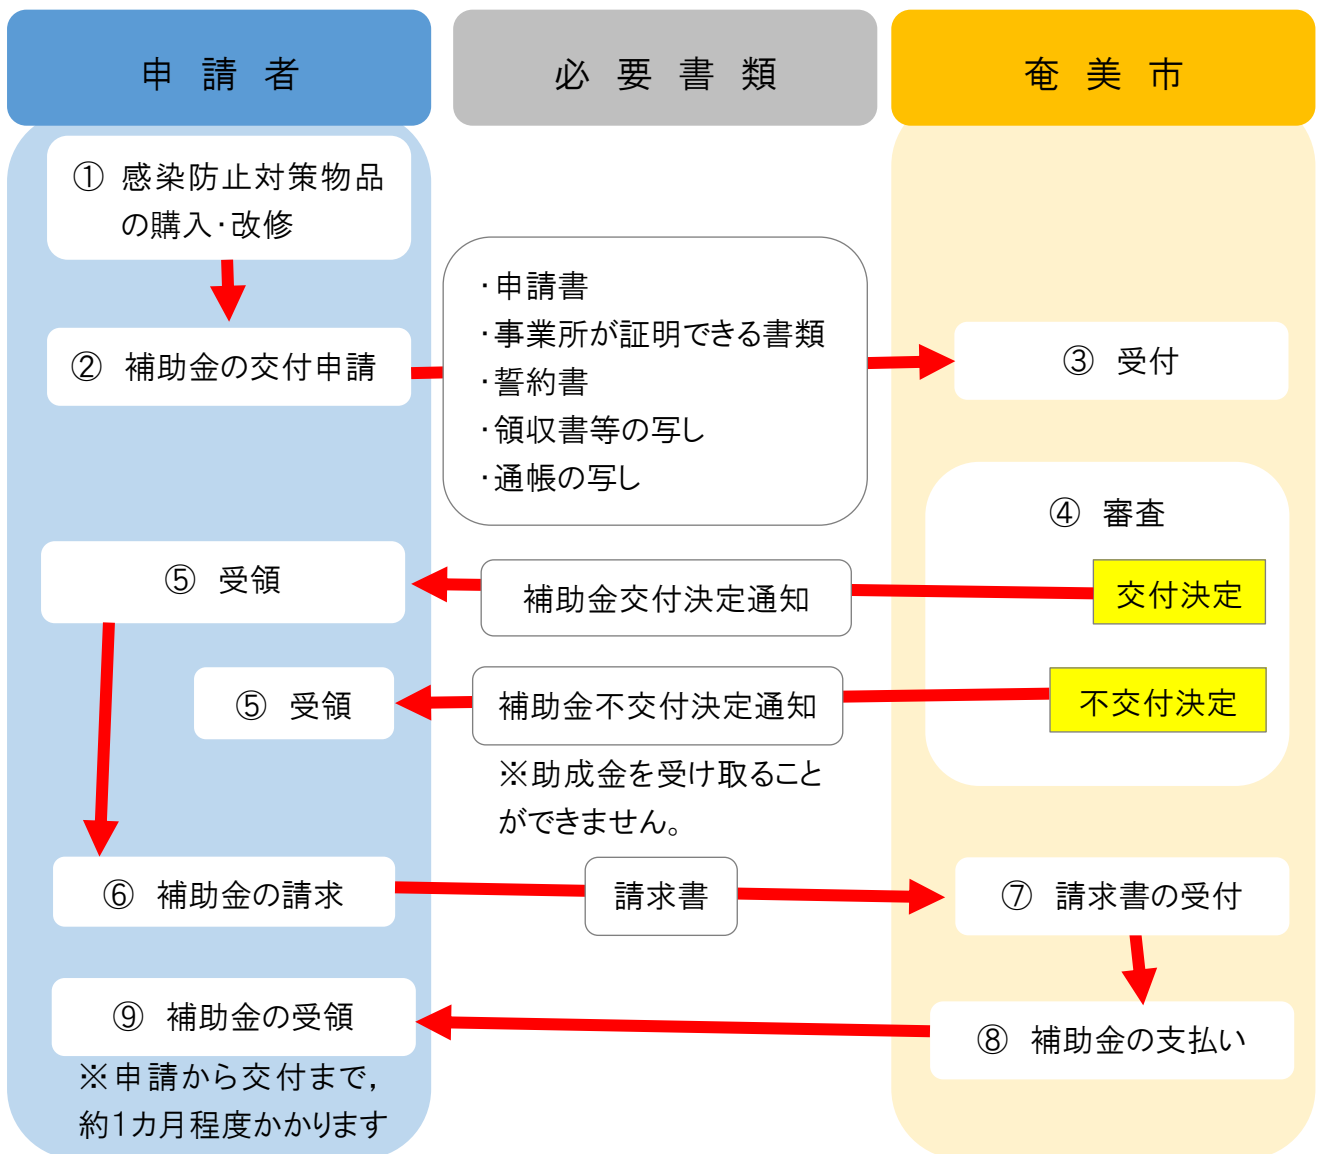 申請者
必要書類
奄美市
① 感染防止対策物品
の購入・改修
② 補助金の交付申請
・申請書
・事業所が証明できる書類
・誓約書
・領収書等の写し
・通帳の写し
③ 受付
④ 審査
交付決定
補助金交付決定通知
⑤ 受領
不交付決定
補助金不交付決定通知
⑤ 受領
※助成金を受け取ること
ができません。
⑥ 補助金の請求
請求書
⑦ 請求書の受付
⑧ 補助金の支払い
⑨ 補助金の受領
※申請から交付まで，
約1カ月程度かかります